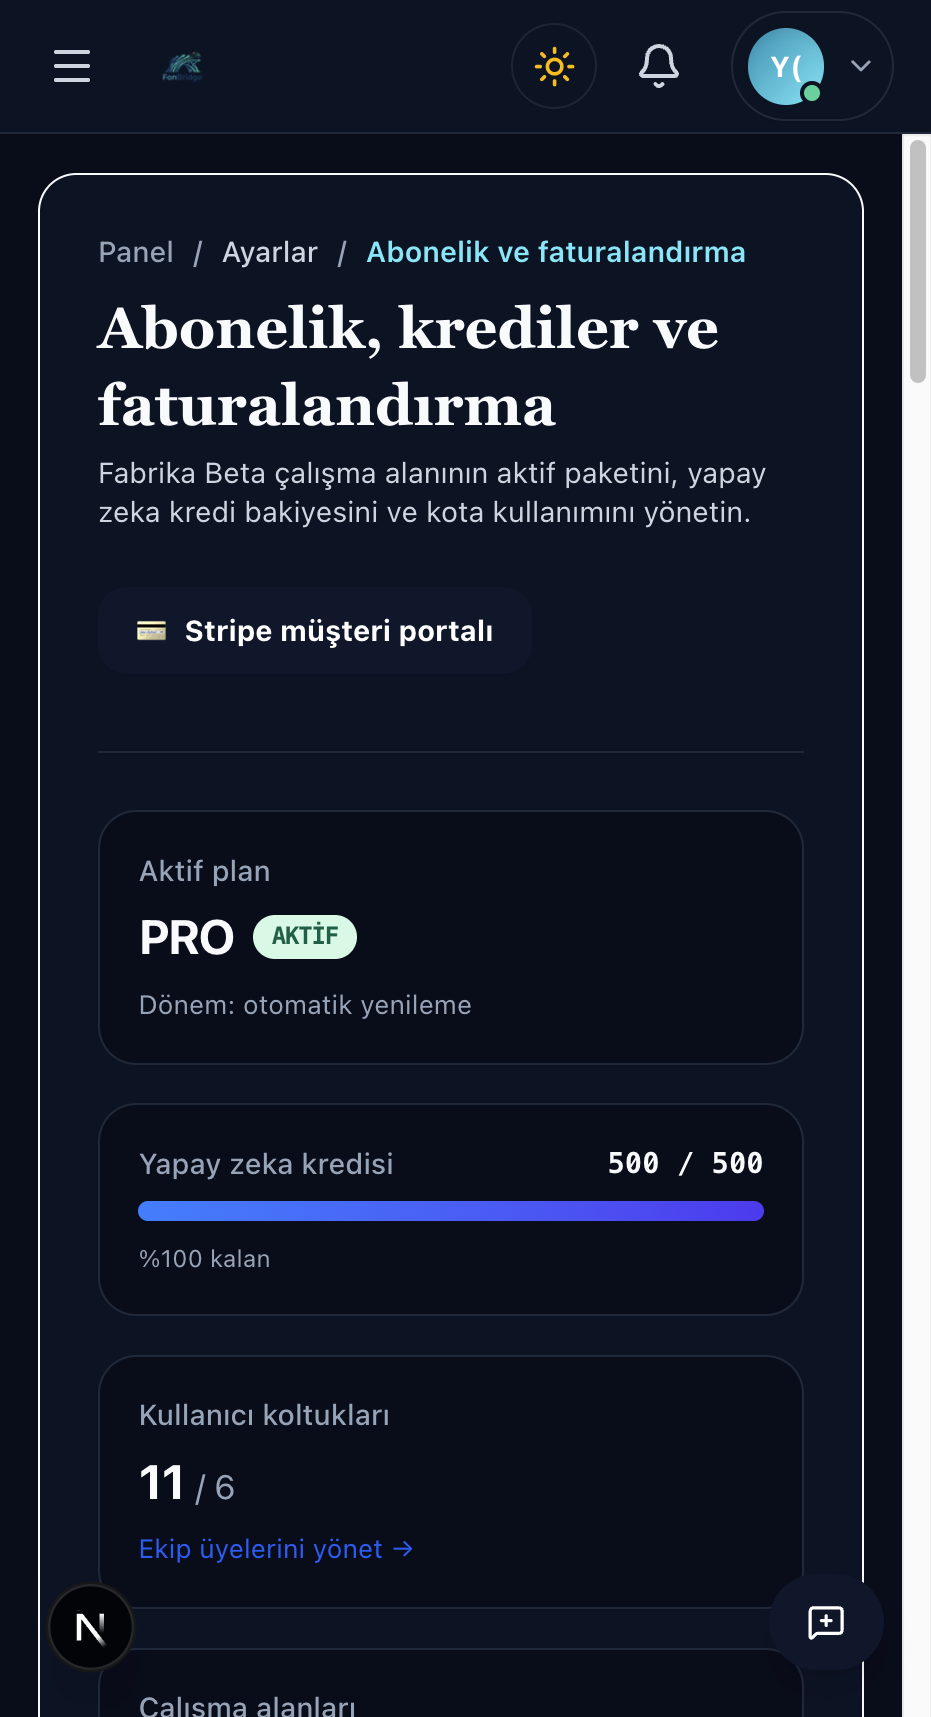 FonBridge
Y(
Panel / Ayarlar / Abonelik ve faturalandırma
Abonelik, krediler ve
faturalandırma
Fabrika Beta çalışma alanının aktif paketini, yapay
zeka kredi bakiyesini ve kota kullanımını yönetin.
Stripe müşteri portalı
Aktif plan
PRO AKTİF
Dönem: otomatik yenileme
Yapay zeka kredisi 500 / 500
%100 kalan
Kullanıcı koltukları
11 / 6
Ekip üyelerini yönet →
N
Çalışma alanları